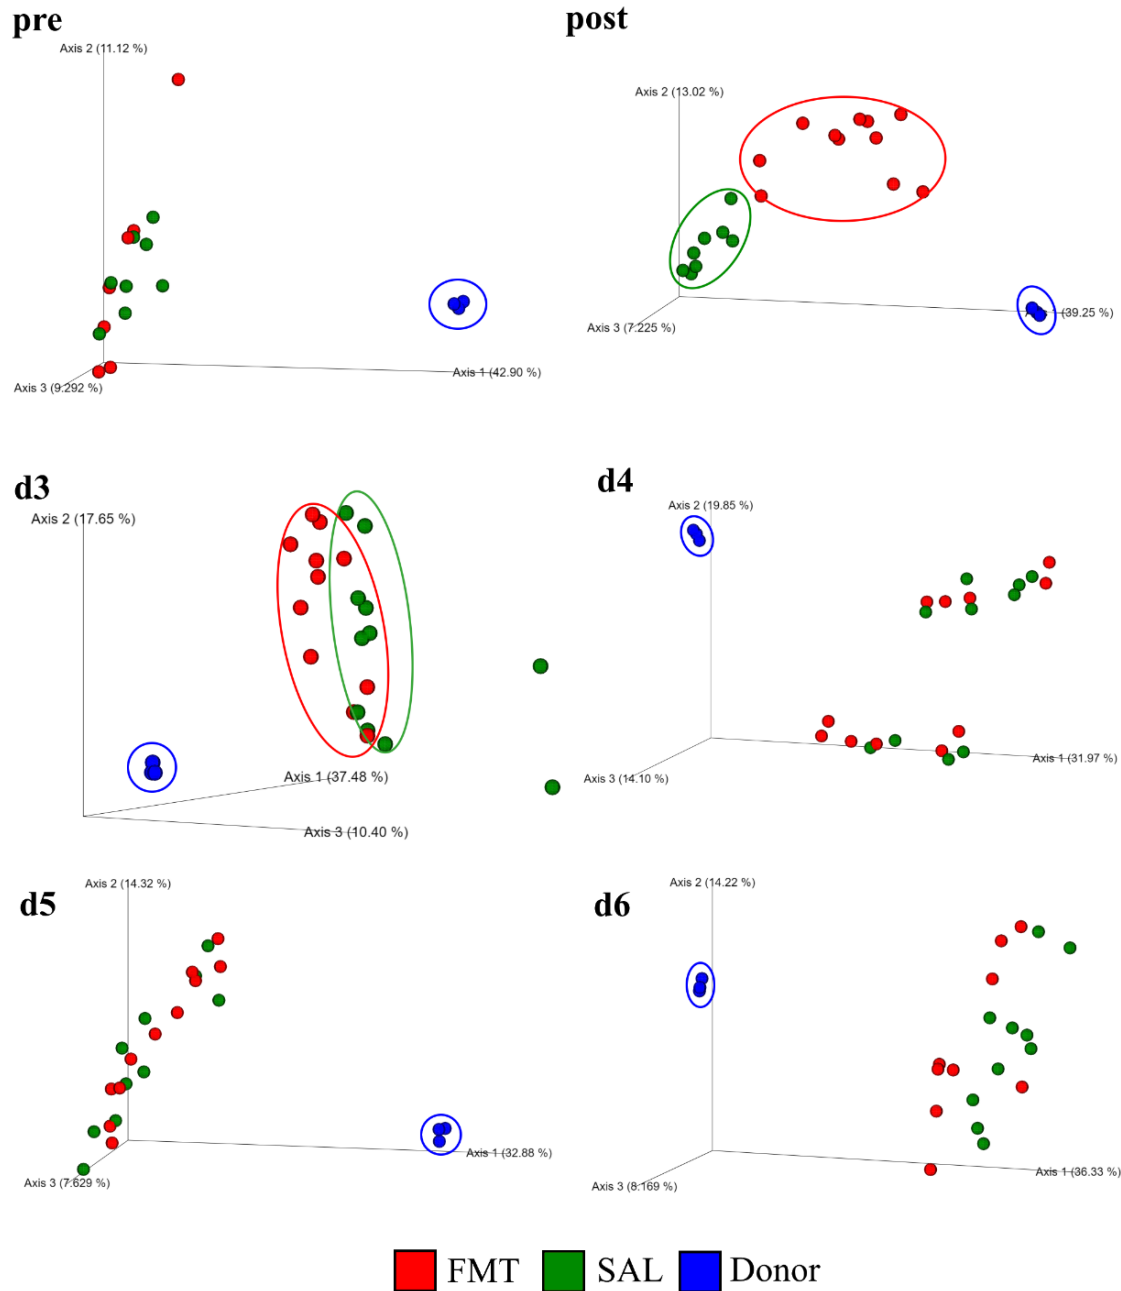 pre
post
Axis 2 (11.12 %)
Axis 2 (13.02 %)
Axis 3 (9.292 %)
Axis 1 (42.90 %)
Axis 3 (7.225 %)
Axis 1 (39.25 %)
d3
d4
Axis 2 (17.65 %)
Axis 2 (19.85 %)
Axis 1 (37.48 %)
Axis 3 (10.40 %)
Axis 3 (14.10 %)
Axis 1 (31.97 %)
d5
d6
Axis 2 (14.32 %)
Axis 2 (14.22 %)
Axis 3 (7.629 %)
Axis 1 (32.88 %)
Axis 3 (8.169 %)
Axis 1 (36.33 %)
FMT SAL Donor